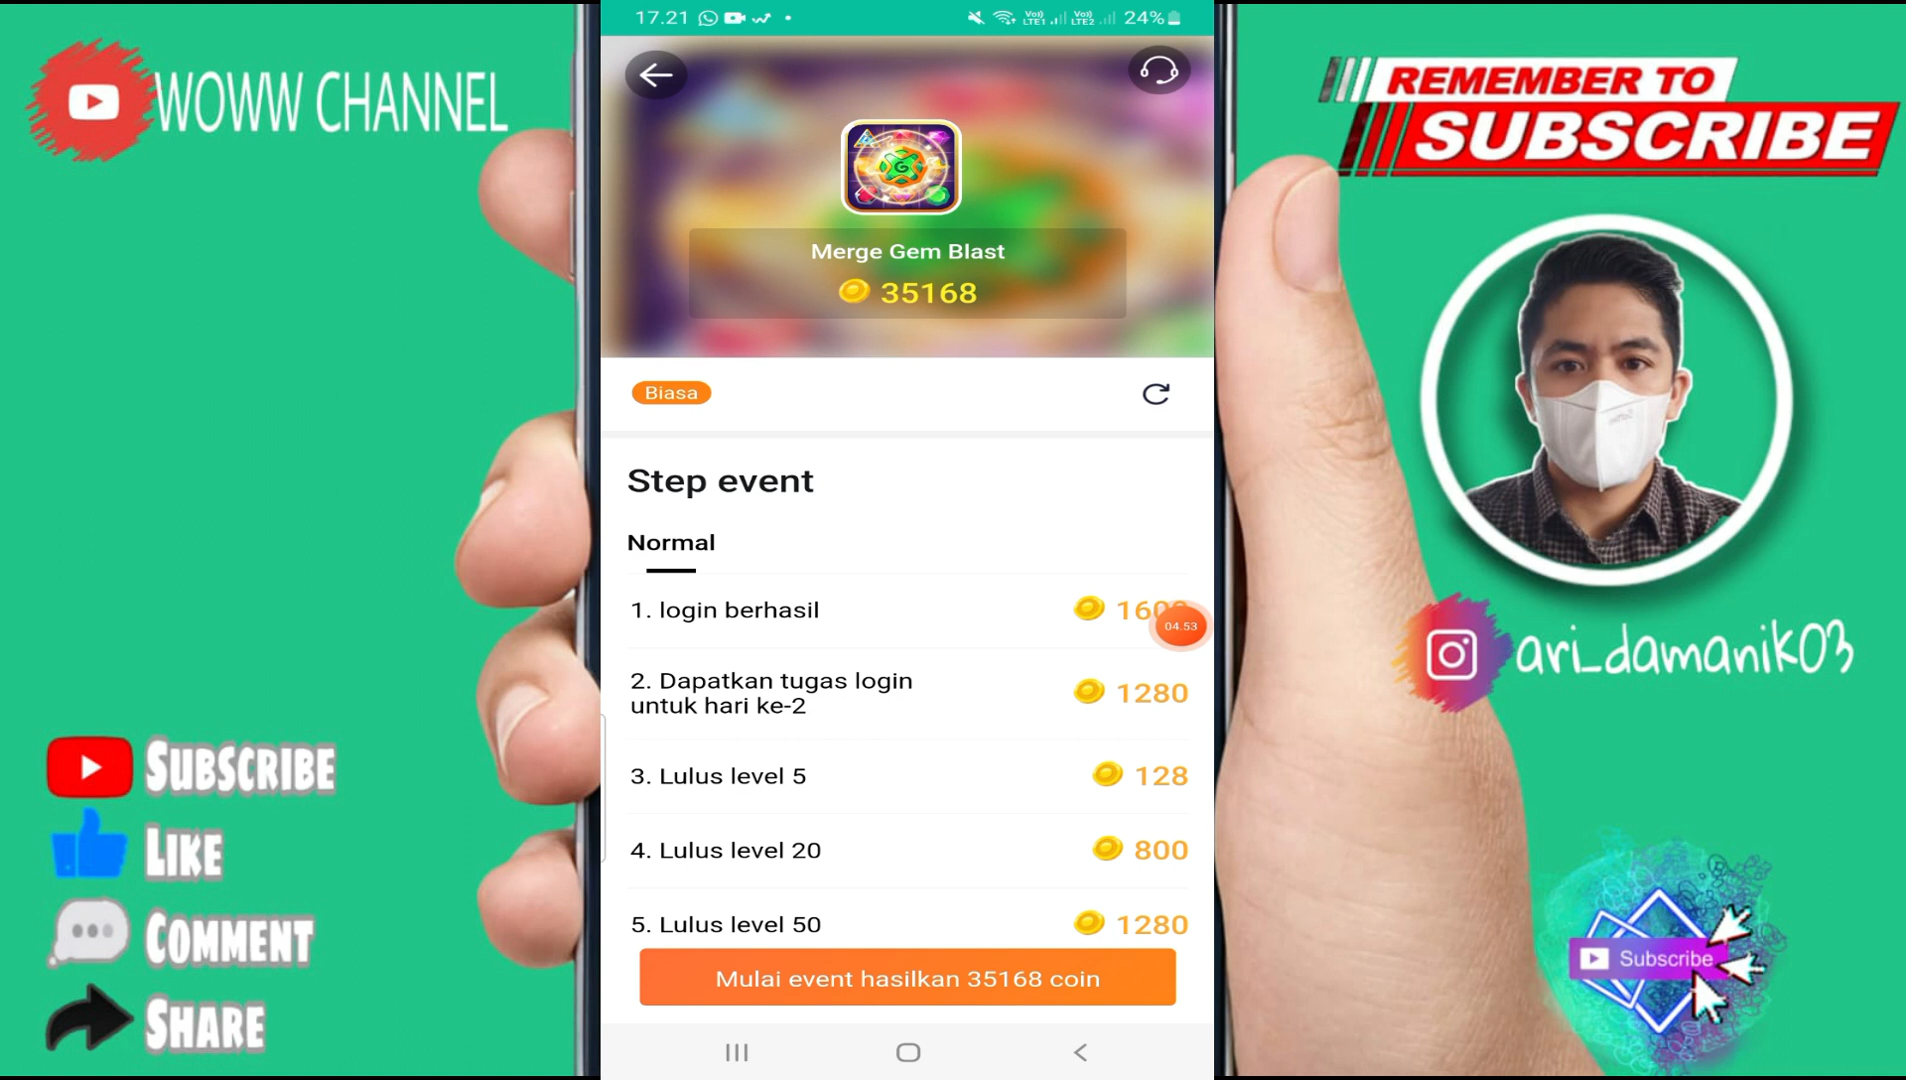 WOWW CHANNEL
REMEMBER TO
SUBSCRIBE
17.21
24%
Merge Gem Blast
35168
Biasa
Step event
Normal
1. login berhasil
04.53
2. Dapatkan tugas login
untuk hari ke-2
1280
3. Lulus level 5
128
4. Lulus level 20
800
5. Lulus level 50
1280
Mulai event hasilkan 35168 coin
SUBSCRIBE
LIKE
COMMENT
SHARE
ari_damanik03
Subscribe